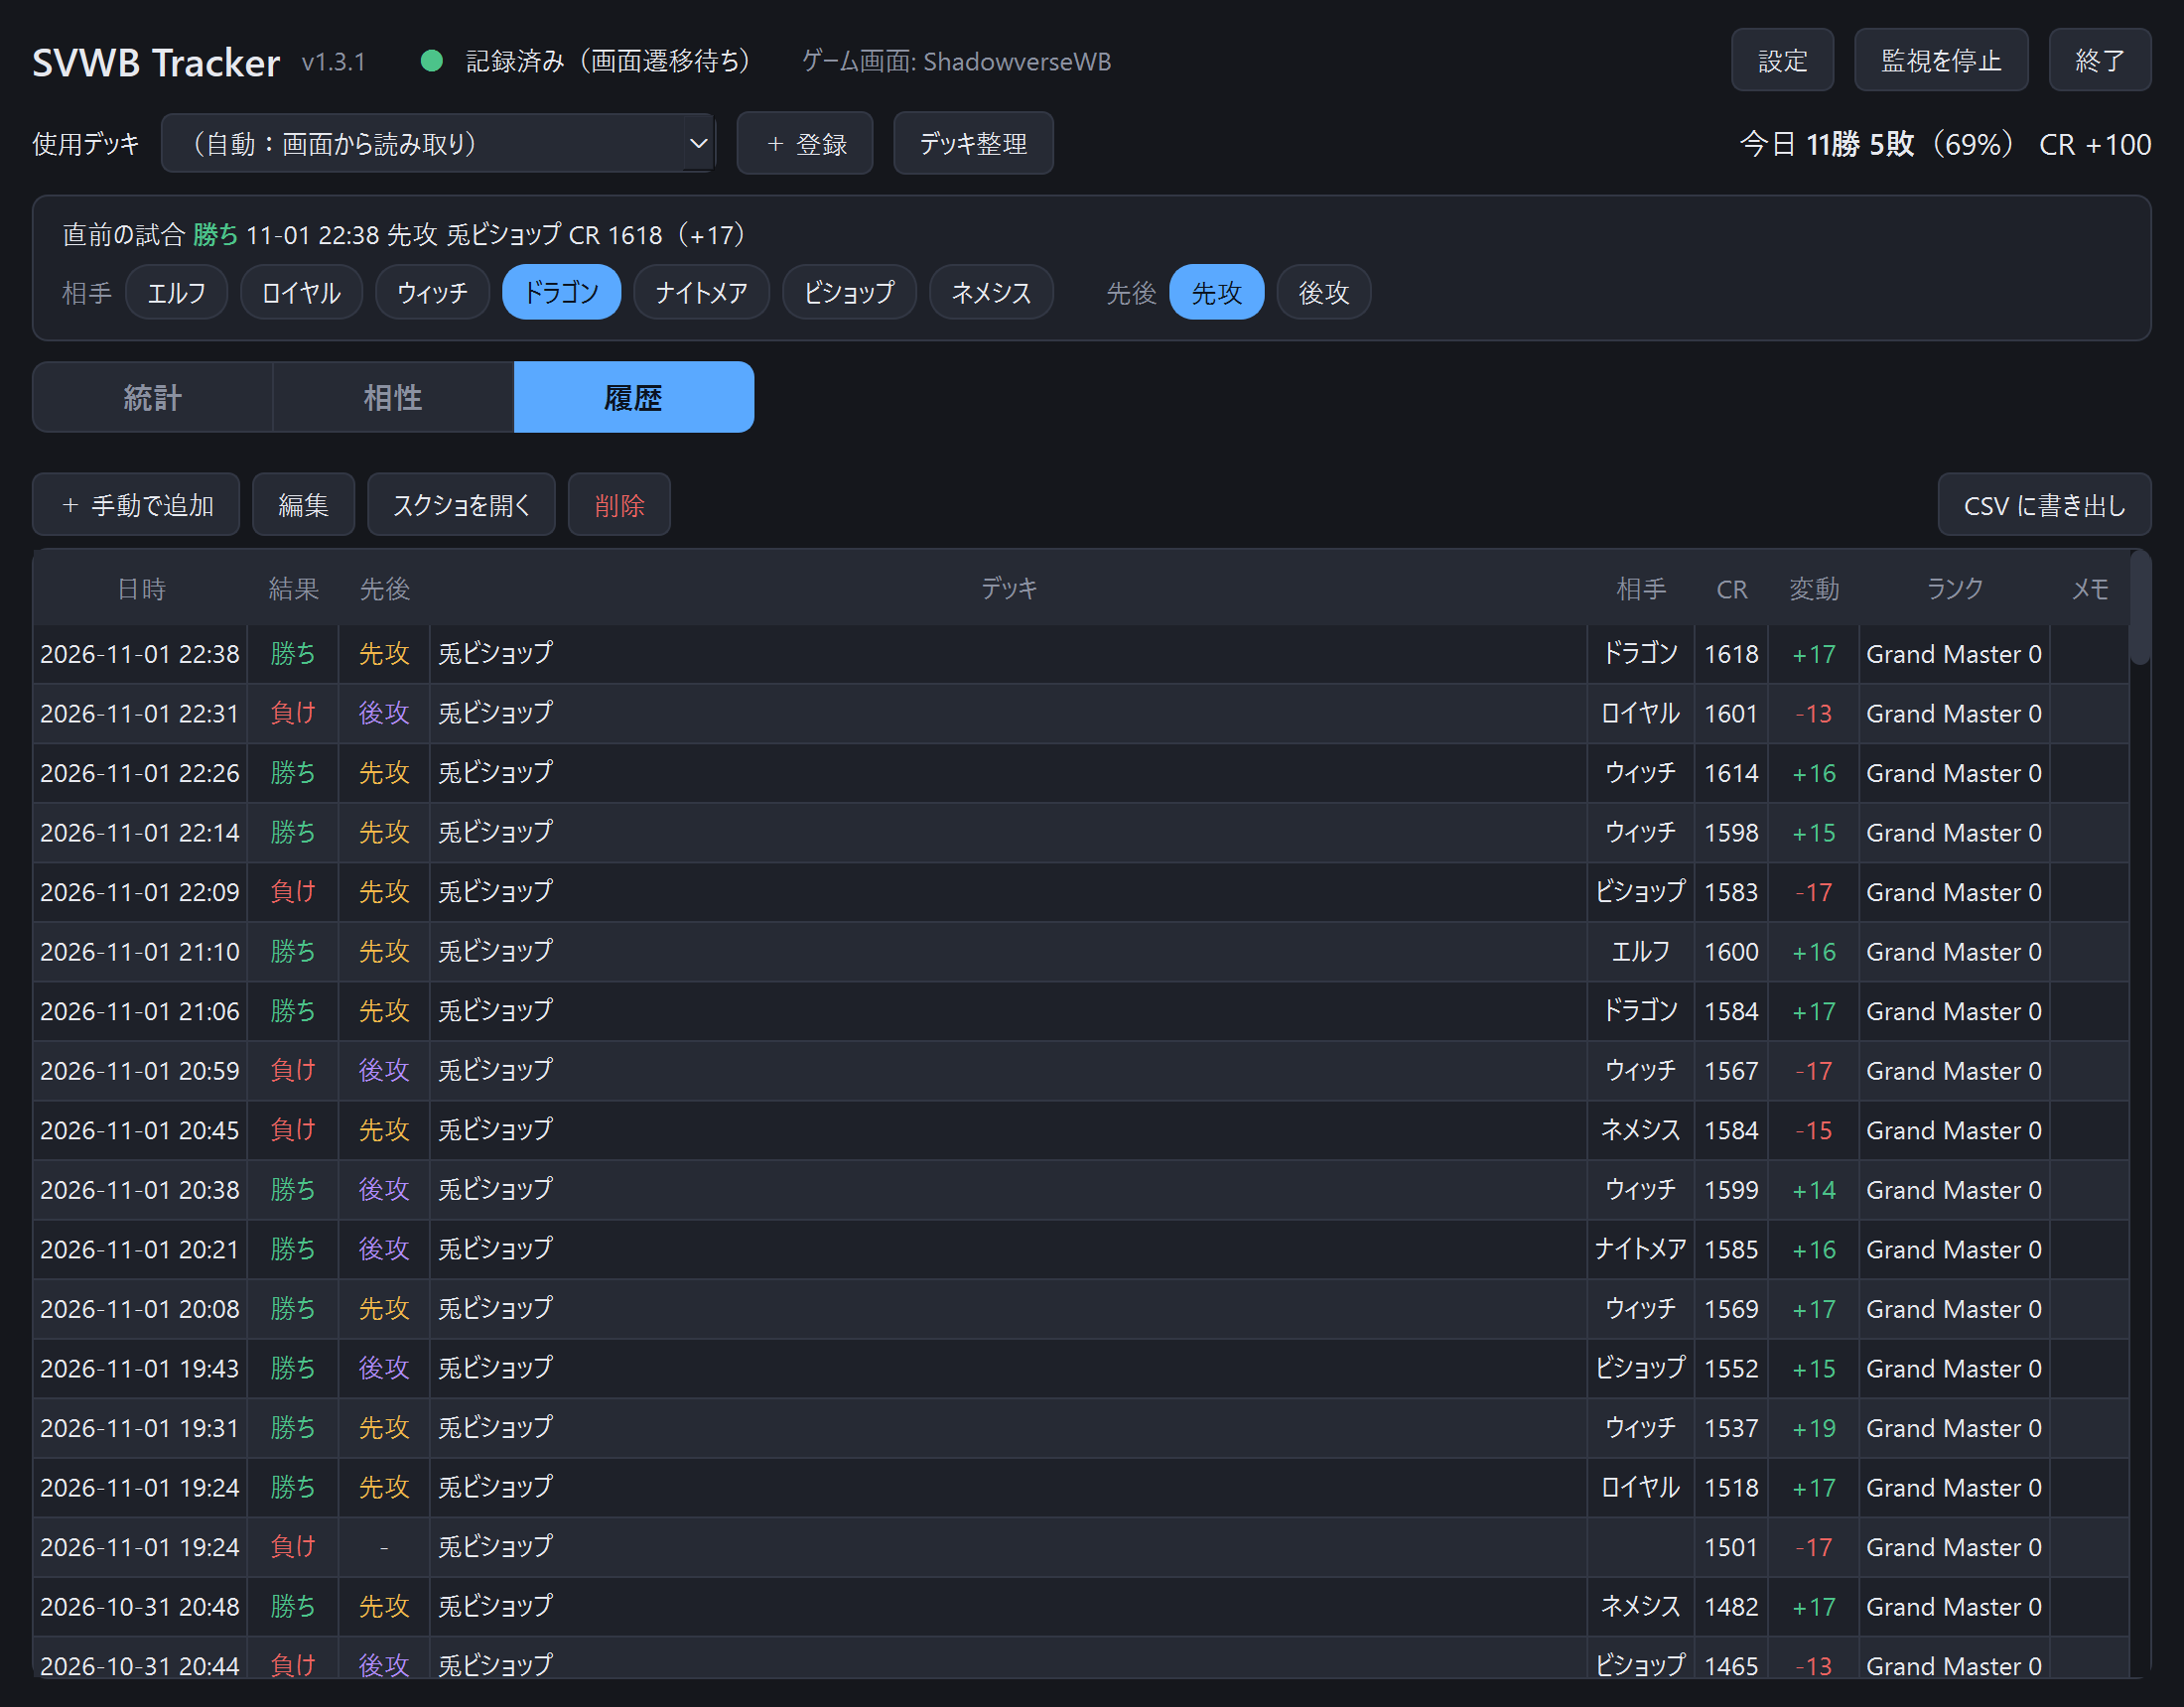 SVWB Tracker v1.3.1 記録済み（画面遷移待ち） ゲーム画面: ShadowverseWB 設定 監視を停止 終了
使用デッキ （自動：画面から読み取り） ＋ 登録 デッキ整理 今日 11勝 5敗（69%） CR +100
直前の試合 勝ち 11-01 22:38 先攻 兎ビショップ CR 1618（+17）
相手 エルフ ロイヤル ウィッチ ドラゴン ナイトメア ビショップ ネメシス 先後 先攻 後攻
統計 相性 履歴
＋ 手動で追加 編集 スクショを開く 削除 CSV に書き出し
日時 結果 先後 デッキ 相手 CR 変動 ランク メモ
2026-11-01 22:38 勝ち 先攻 兎ビショップ ドラゴン 1618 +17 Grand Master 0
2026-11-01 22:31 負け 後攻 兎ビショップ ロイヤル 1601 -13 Grand Master 0
2026-11-01 22:26 勝ち 先攻 兎ビショップ ウィッチ 1614 +16 Grand Master 0
2026-11-01 22:14 勝ち 先攻 兎ビショップ ウィッチ 1598 +15 Grand Master 0
2026-11-01 22:09 負け 先攻 兎ビショップ ビショップ 1583 -17 Grand Master 0
2026-11-01 21:10 勝ち 先攻 兎ビショップ エルフ 1600 +16 Grand Master 0
2026-11-01 21:06 勝ち 先攻 兎ビショップ ドラゴン 1584 +17 Grand Master 0
2026-11-01 20:59 負け 後攻 兎ビショップ ウィッチ 1567 -17 Grand Master 0
2026-11-01 20:45 負け 先攻 兎ビショップ ネメシス 1584 -15 Grand Master 0
2026-11-01 20:38 勝ち 後攻 兎ビショップ ウィッチ 1599 +14 Grand Master 0
2026-11-01 20:21 勝ち 後攻 兎ビショップ ナイトメア 1585 +16 Grand Master 0
2026-11-01 20:08 勝ち 先攻 兎ビショップ ウィッチ 1569 +17 Grand Master 0
2026-11-01 19:43 勝ち 後攻 兎ビショップ ビショップ 1552 +15 Grand Master 0
2026-11-01 19:31 勝ち 先攻 兎ビショップ ウィッチ 1537 +19 Grand Master 0
2026-11-01 19:24 勝ち 先攻 兎ビショップ ロイヤル 1518 +17 Grand Master 0
2026-11-01 19:24 負け - 兎ビショップ 1501 -17 Grand Master 0
2026-10-31 20:48 勝ち 先攻 兎ビショップ ネメシス 1482 +17 Grand Master 0
2026-10-31 20:44 負け 後攻 兎ビショップ ビショップ 1465 -13 Grand Master 0